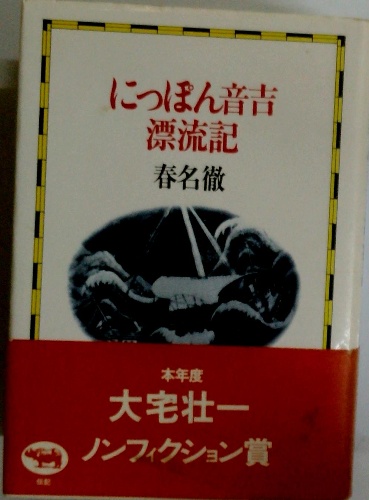 にっぽん音吉
漂流記
春名徹
本年度
大宅壮一
ノンフィクション賞